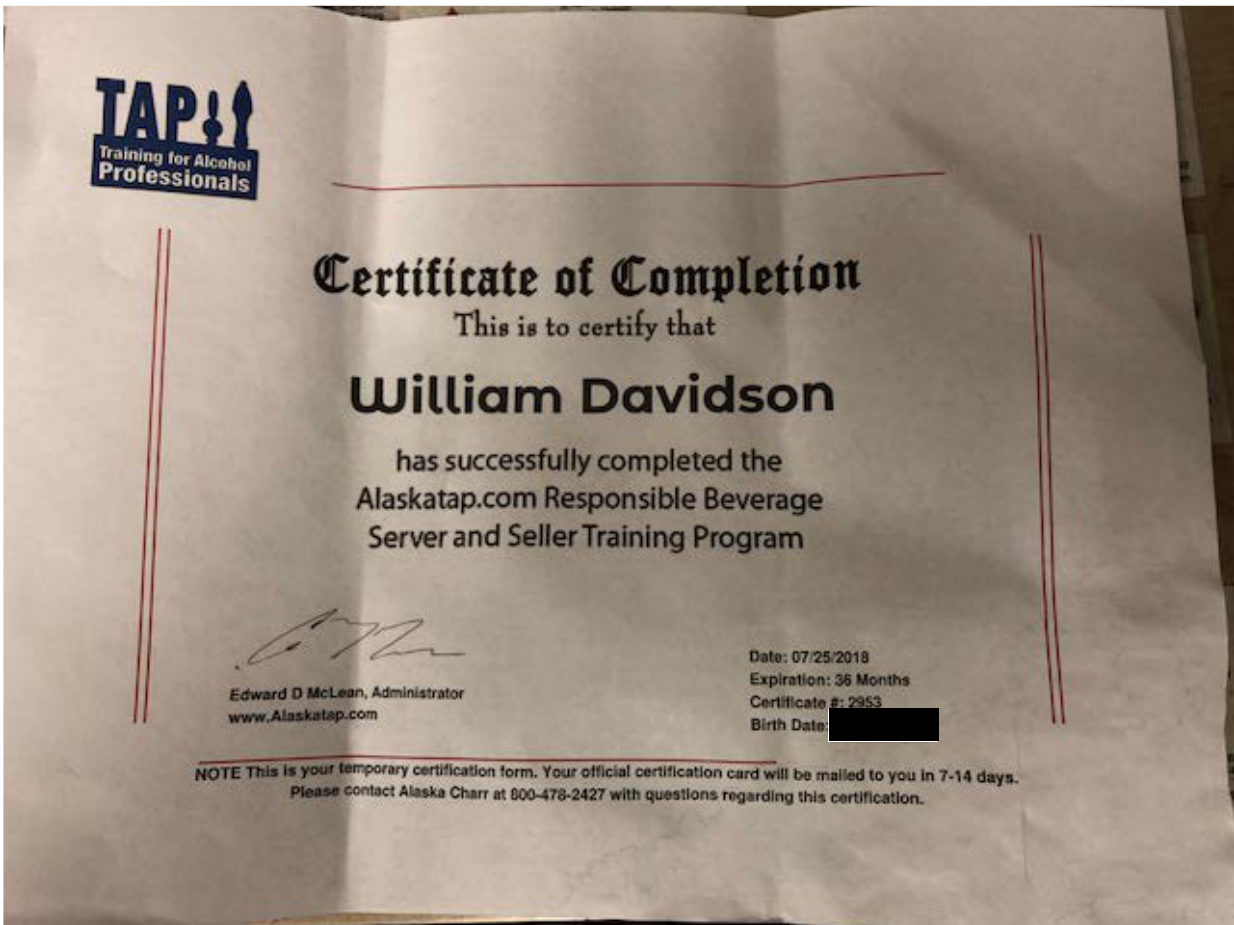 TAP
Training for Alcohol
Professionals
Certificate of Completion
This is to certify that
William Davidson
has successfully completed the
Alaskatap.com Responsible Beverage
Server and Seller Training Program
Edward D McLean, Administrator
www.Alaskatap.com
Date: 07/25/2018
Expiration: 36 Months
Certificate #: 2953
Birth Date:
NOTE This is your temporary certification form. Your official certification card will be mailed to you in 7-14 days.
Please contact Alaska Charr at 800-478-2427 with questions regarding this certification.